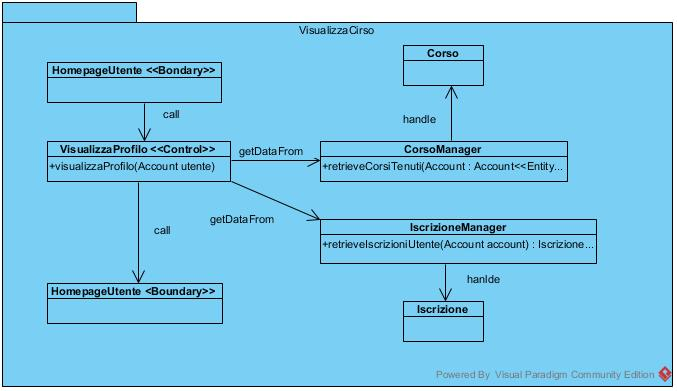 VisualizzaCirso
Corso
HomepageUtente <<Bondary>>
call
handle
VisualizzaProfilo <<Control>>
+visualizzaProfilo(Account utente)
getDataFrom
CorsoManager
+retrieveCorsiTenuti(Account : Account<<Entity...
getDataFrom
IscrizioneManager
+retrieveIscrizioniUtente(Account account) : Iscrizione...
call
hanlde
HomepageUtente <Boundary>>
Iscrizione
Powered By Visual Paradigm Community Edition